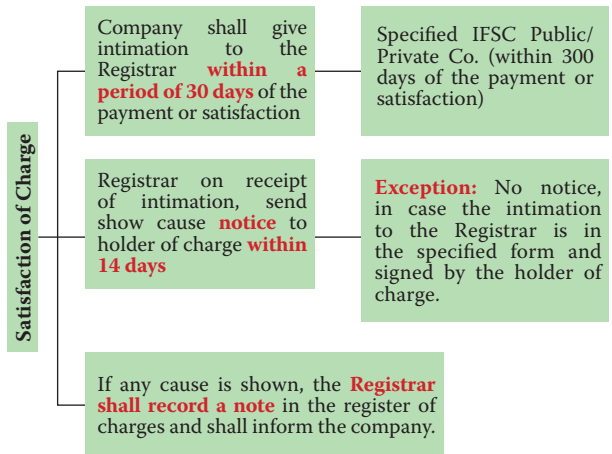 Satisfaction of Charge
Company shall give
intimation to the
Registrar within a
period of 30 days of the
payment or satisfaction
Specified IFSC Public/
Private Co. (within 300
days of the payment or
satisfaction)
Registrar on receipt
of intimation, send
show cause notice to
holder of charge within
14 days
Exception: No notice,
in case the intimation
to the Registrar is in
the specified form and
signed by the holder of
charge.
If any cause is shown, the Registrar
shall record a note in the register of
charges and shall inform the company.